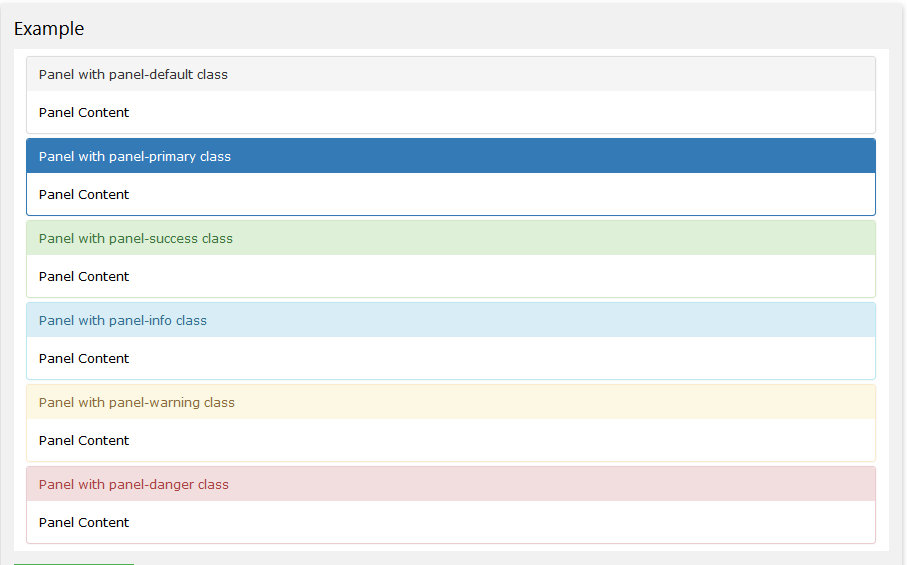 Example
Panel with panel-default class
Panel Content
Panel with panel-primary class
Panel Content
Panel with panel-success class
Panel Content
Panel with panel-info class
Panel Content
Panel with panel-warning class
Panel Content
Panel with panel-danger class
Panel Content